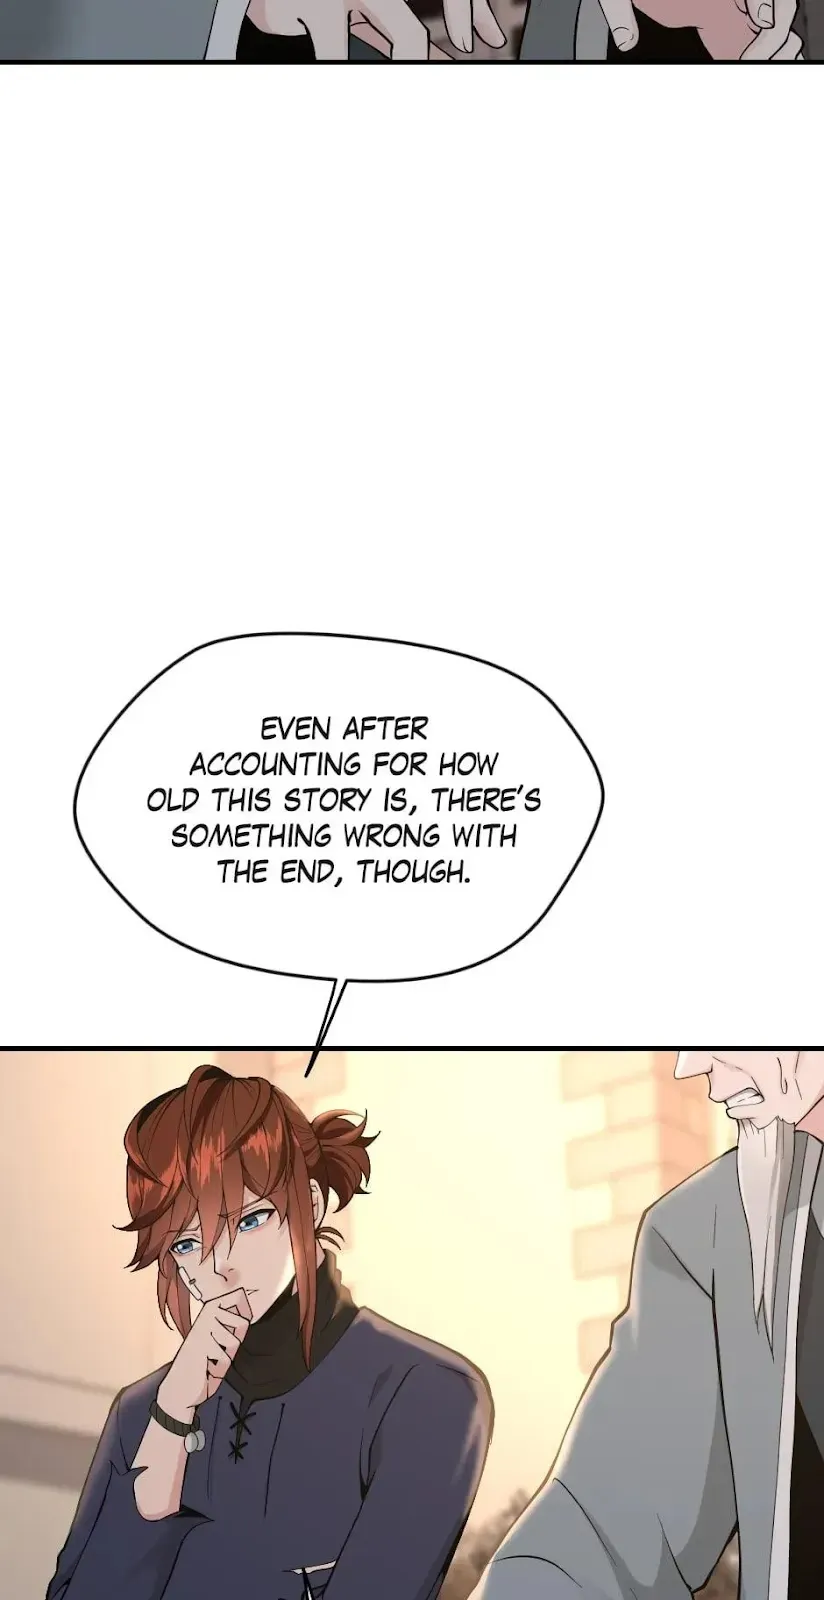 EVEN AFTER
ACCOUNTING FOR HOW
OLD THIS STORY IS, THERE'S
SOMETHING WRONG WITH
THE END, THOUGH.